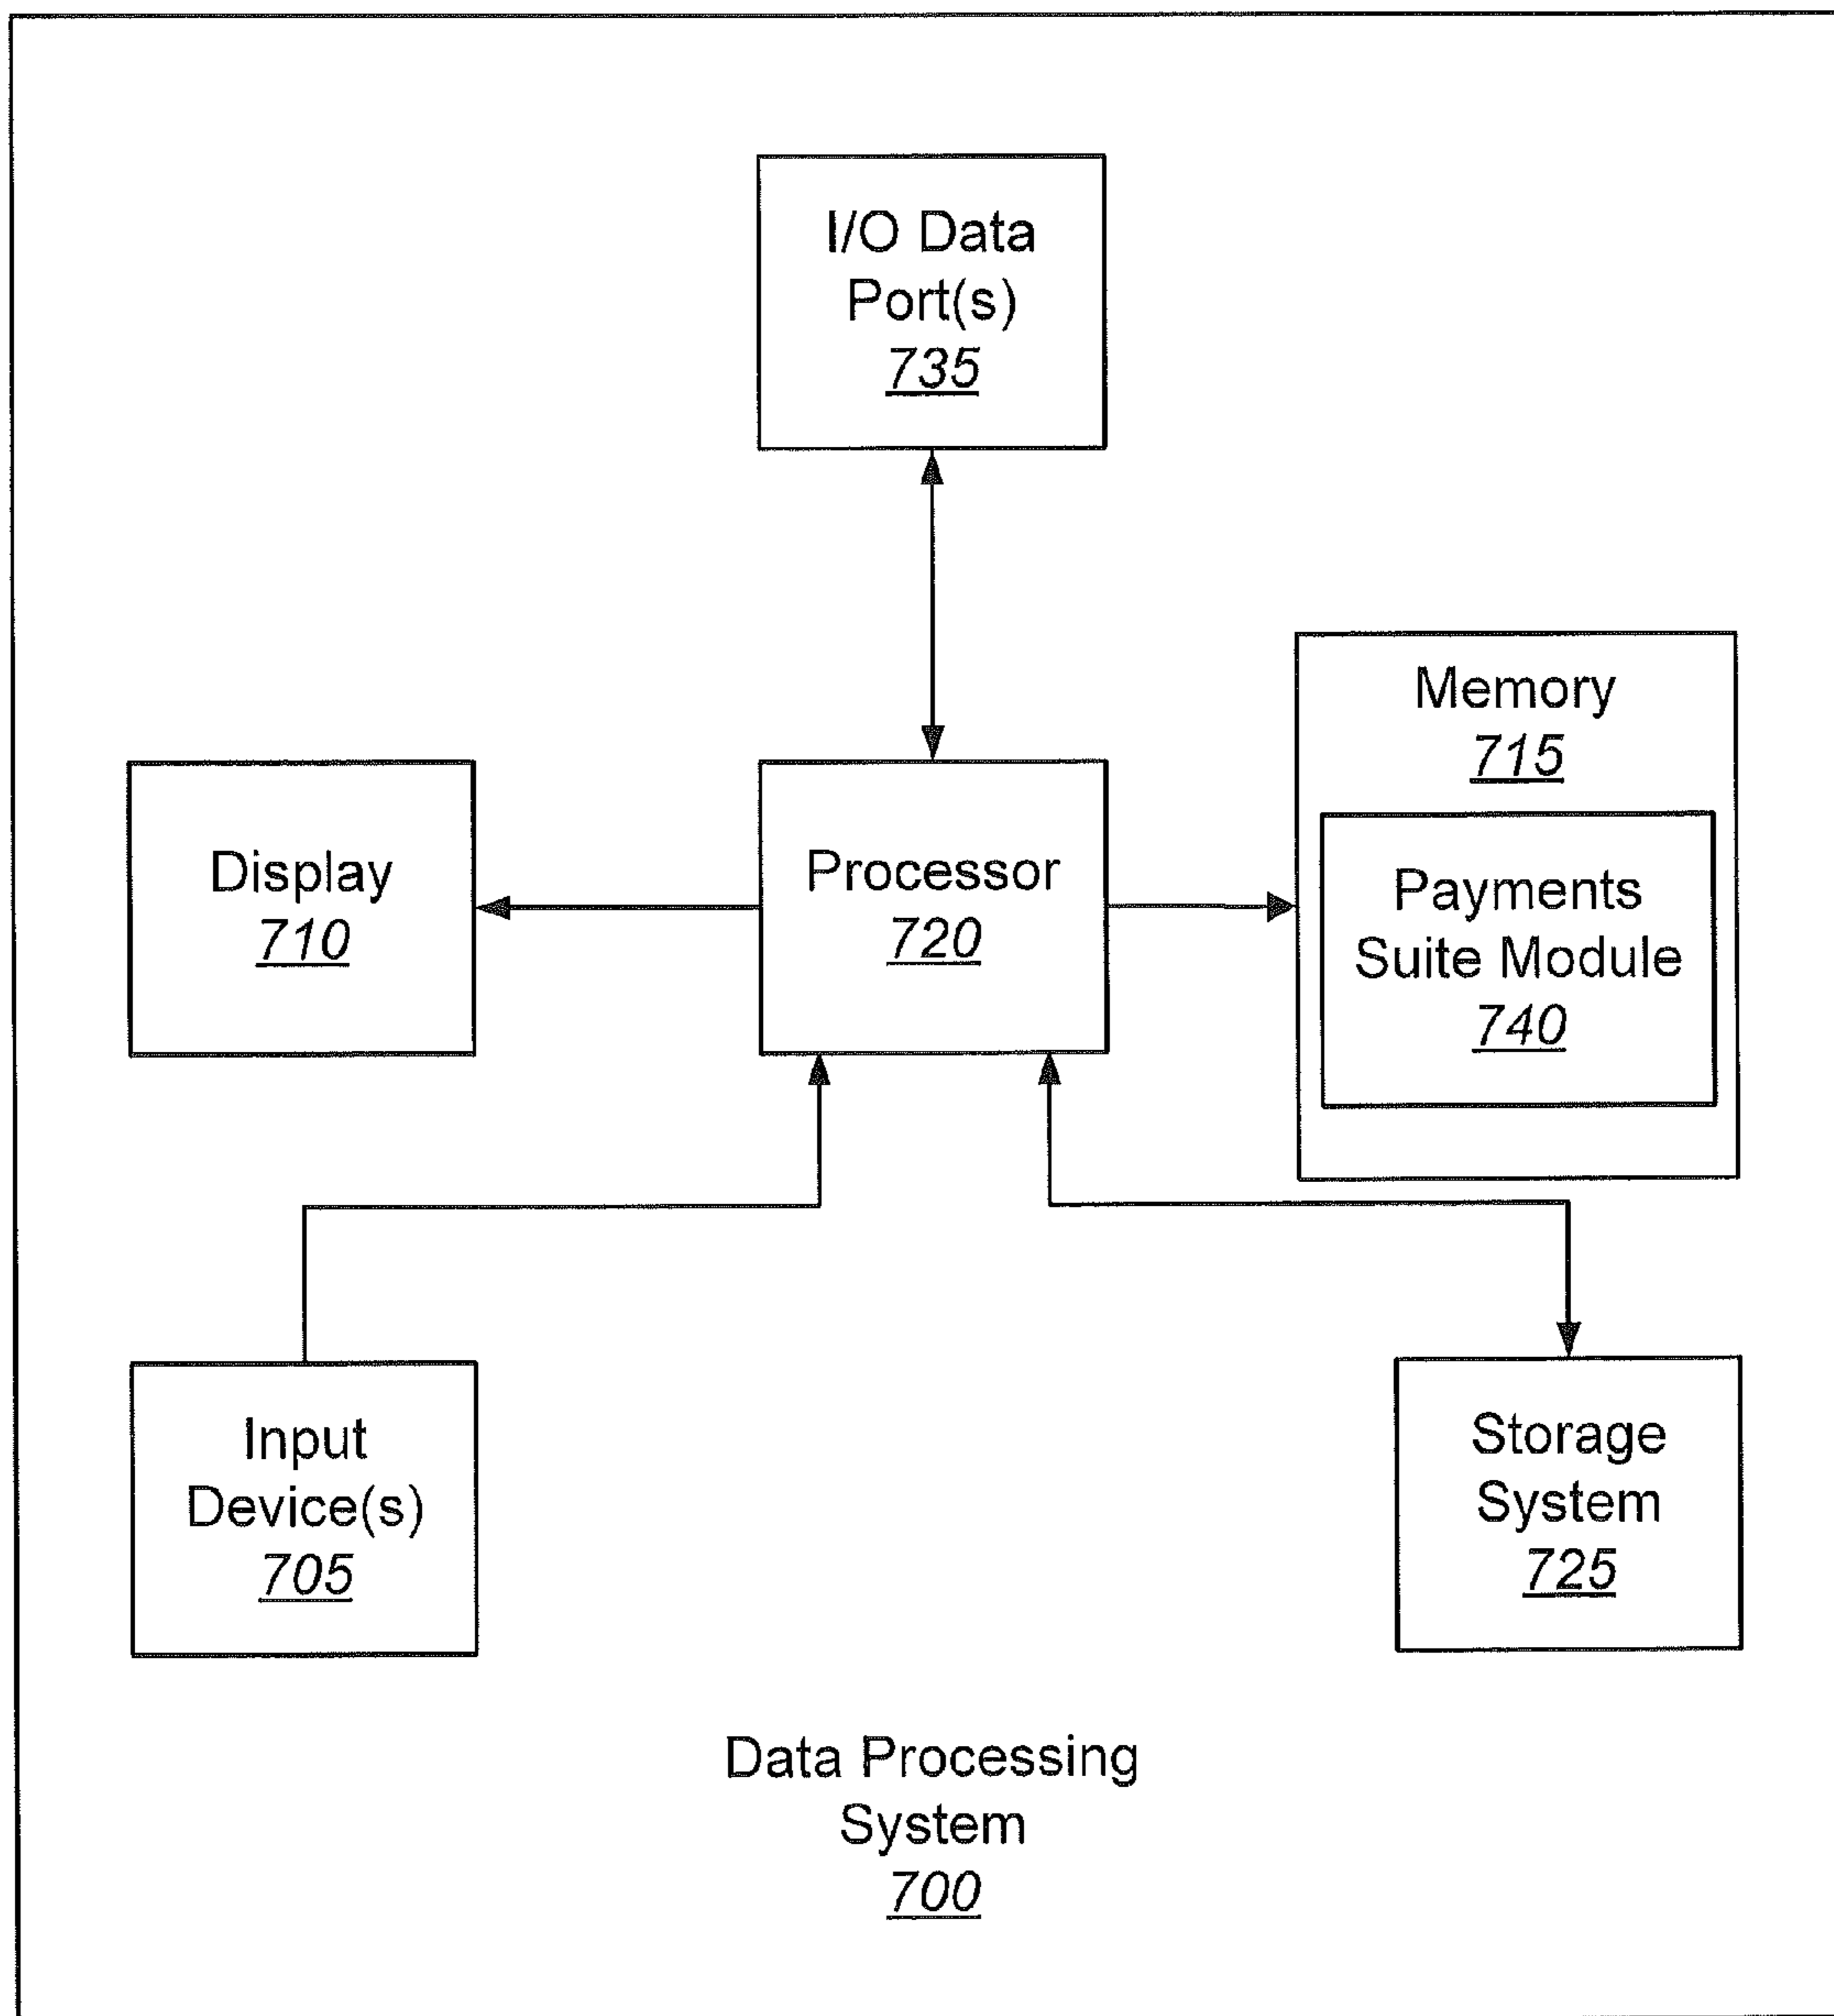 I/O Data
Port(s)
735
Memory
715
Display
710
Processor
720
Payments
Suite Module
740
Input
Device(s)
705
Storage
System
725
Data Processing
System
700